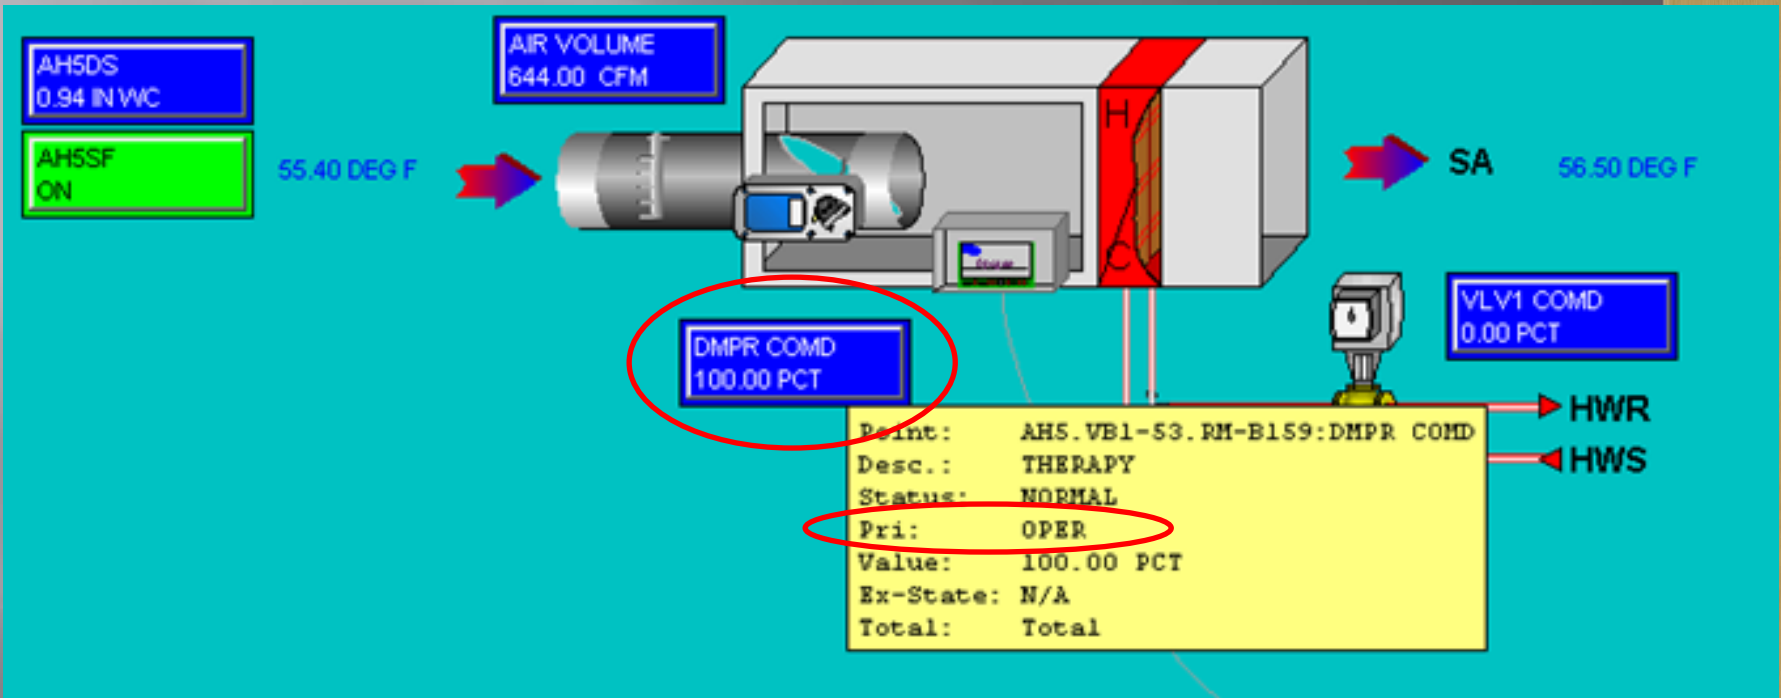 AH5DS
0.94 IN WC
AIR VOLUME
644.00 CFM
AH5SF
ON
55.40 DEG F
H
C
SA
56.50 DEG F
DMPR COMD
100.00 PCT
VLV1 COMD
0.00 PCT
HWR
HWS
Point: AH5.VB1-53.RM-B159:DMPR COMD
Desc.: THERAPY
Status: NORMAL
Pri: OPER
Value: 100.00 PCT
Ex-State: N/A
Total: Total